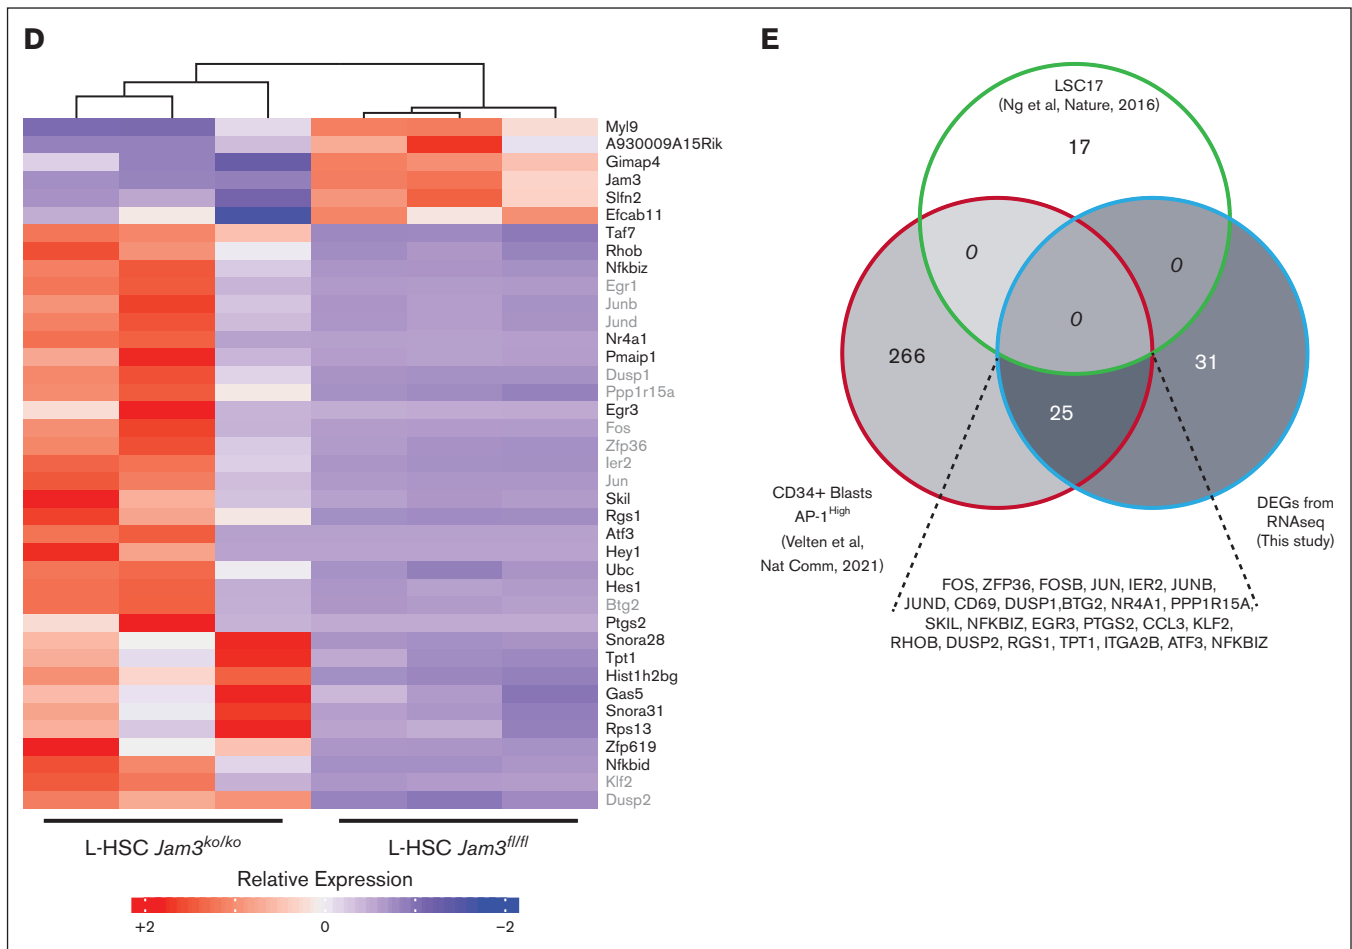 D
Myl9
A930009A15Rik
Gimap4
Jam3
Slfn2
Efcab11
Taf7
Rhob
Nfkbiz
Egr1
Junb
Jund
Nr4a1
Pmaip1
Dusp1
Ppp1r15a
Egr3
Fos
Zfp36
Ier2
Jun
Skil
Rgs1
Atf3
Hey1
Ubc
Hes1
Btg2
Ptgs2
Snora28
Tpt1
Hist1h2bg
Gas5
Snora31
Rps13
Zfp619
Nfkbid
Klf2
Dusp2
L-HSC Jam3ko/ko
L-HSC Jam3fl/fl
Relative Expression
+2
0
−2
E
LSC17
(Ng et al, Nature, 2016)
17
0
0
0
266
31
25
CD34+ Blasts
AP-1High
(Velten et al,
Nat Comm, 2021)
DEGs from
RNAseq
(This study)
FOS, ZFP36, FOSB, JUN, IER2, JUNB,
JUND, CD69, DUSP1,BTG2, NR4A1, PPP1R15A,
SKIL, NFKBIZ, EGR3, PTGS2, CCL3, KLF2,
RHOB, DUSP2, RGS1, TPT1, ITGA2B, ATF3, NFKBIZ